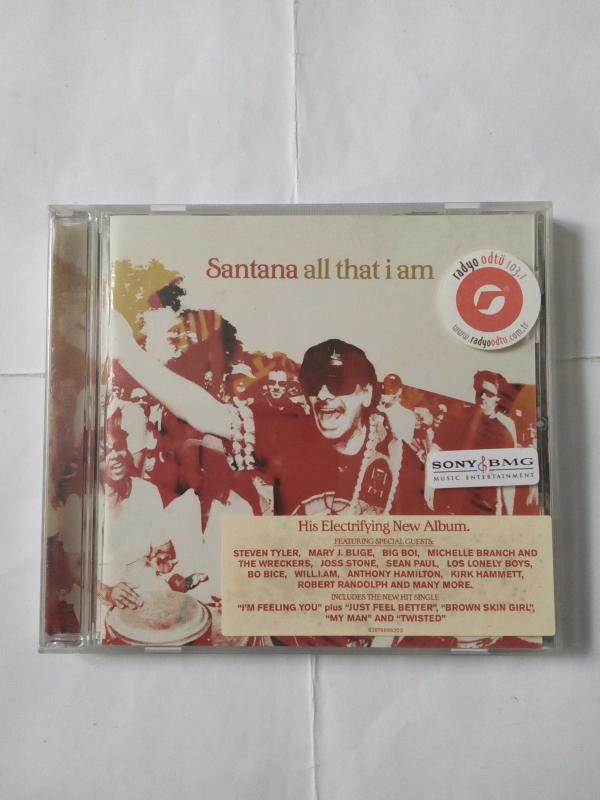 Santana all that i am
radyo odtü 103.1
www.radyoodtu.com.tr
SONY BMG
MUSIC ENTERTAINMENT
His Electrifying New Album.
FEATURING SPECIAL GUESTS:
STEVEN TYLER, MARY J. BLIGE, BIG BOI, MICHELLE BRANCH AND
THE WRECKERS, JOSS STONE, SEAN PAUL, LOS LONELY BOYS,
BO BICE, WILL.I.AM, ANTHONY HAMILTON, KIRK HAMMETT,
ROBERT RANDOLPH AND MANY MORE.
INCLUDES THE NEW HIT SINGLE
"I'M FEELING YOU" plus "JUST FEEL BETTER", "BROWN SKIN GIRL",
"MY MAN" AND "TWISTED"